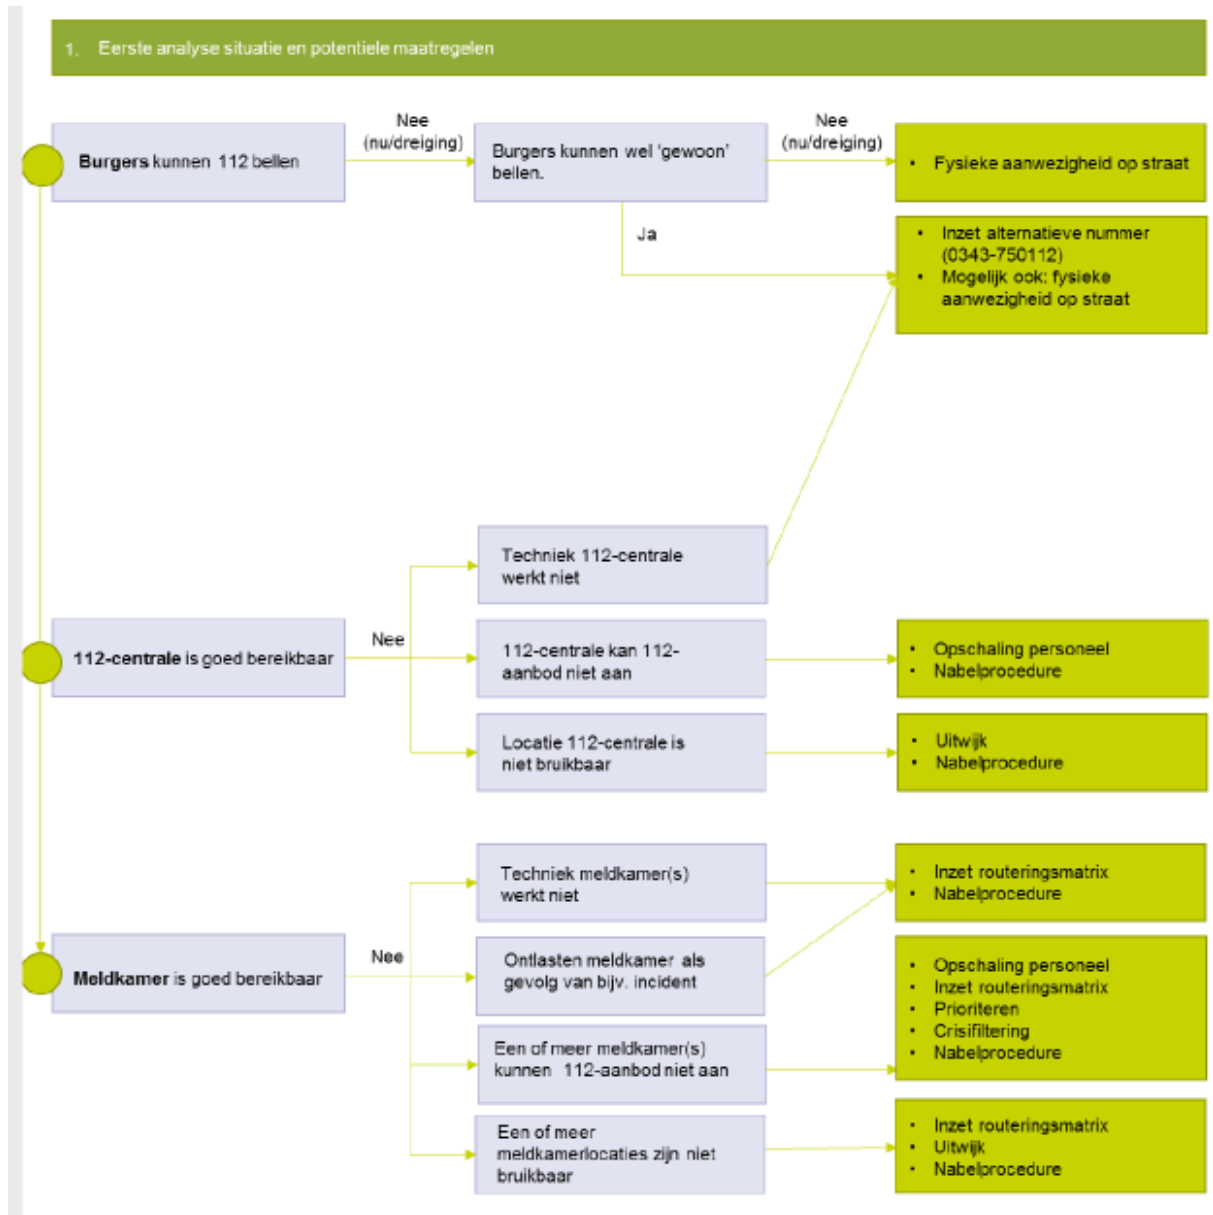 1. Eerste analyse situatie en potentiele maatregelen
Burgers kunnen 112 bellen
Nee
(nu/dreiging)
Burgers kunnen wel ‘gewoon’
bellen.
Nee
(nu/dreiging)
• Fysieke aanwezigheid op straat
Ja
• Inzet alternatieve nummer
(0343-750112)
• Mogelijk ook: fysieke
aanwezigheid op straat
112-centrale is goed bereikbaar
Nee
Techniek 112-centrale
werkt niet
112-centrale kan 112-
aanbod niet aan
• Opschaling personeel
• Nabelprocedure
Locatie 112-centrale is
niet bruikbaar
• Uitwijk
• Nabelprocedure
Meldkamer is goed bereikbaar
Nee
Techniek meldkamer(s)
werkt niet
• Inzet routeringsmatrix
• Nabelprocedure
Ontlasten meldkamer als
gevolg van bijv. incident
Een of meer meldkamer(s)
kunnen 112-aanbod niet aan
• Opschaling personeel
• Inzet routeringsmatrix
• Prioriteren
• Crisifiltering
• Nabelprocedure
Een of meer
meldkamerlocaties zijn niet
bruikbaar
• Inzet routeringsmatrix
• Uitwijk
• Nabelprocedure